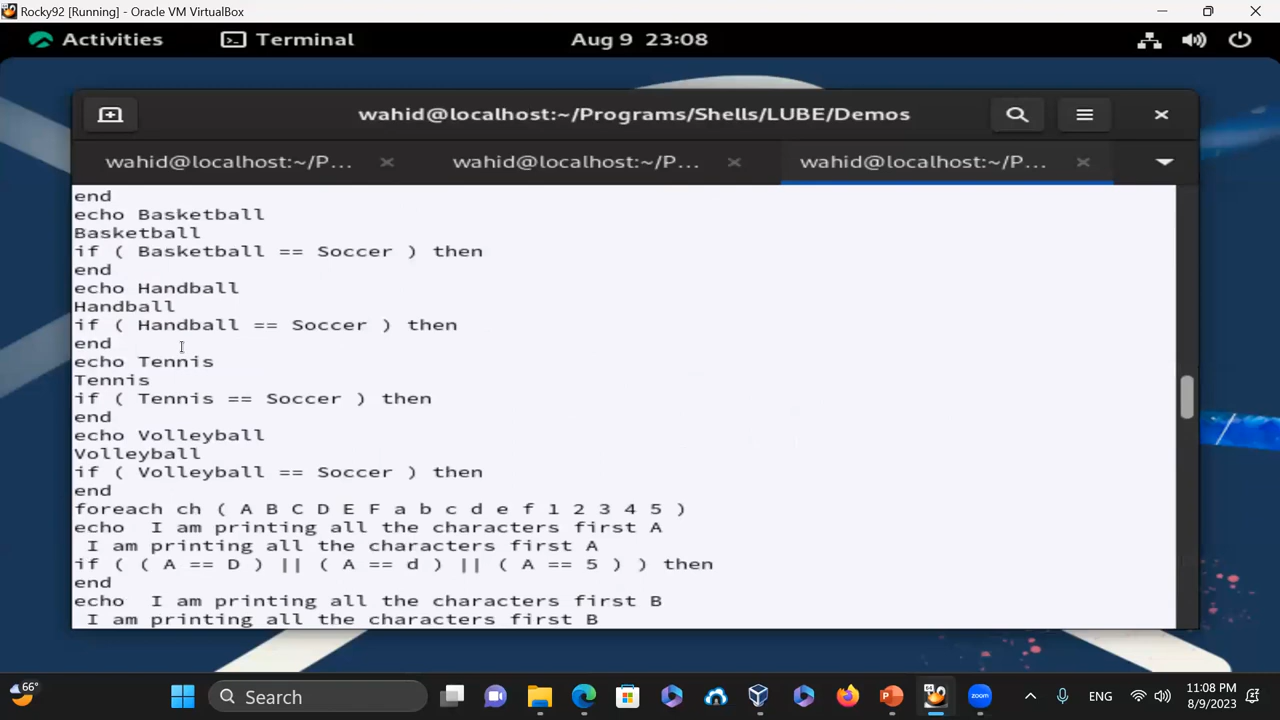 Rocky92 [Running] - Oracle VM VirtualBox
Activities Terminal Aug 9 23:08
wahid@localhost:~/Programs/Shells/LUBE/Demos
wahid@localhost:~/P... wahid@localhost:~/P... wahid@localhost:~/P...
end
echo Basketball
Basketball
if ( Basketball == Soccer ) then
end
echo Handball
Handball
if ( Handball == Soccer ) then
end
echo Tennis
Tennis
if ( Tennis == Soccer ) then
end
echo Volleyball
Volleyball
if ( Volleyball == Soccer ) then
end
foreach ch ( A B C D E F a b c d e f 1 2 3 4 5 )
echo  I am printing all the characters first A
 I am printing all the characters first A
if ( ( A == D ) || ( A == d ) || ( A == 5 ) ) then
end
echo  I am printing all the characters first B
 I am printing all the characters first B
66° Search ENG 11:08 PM
8/9/2023